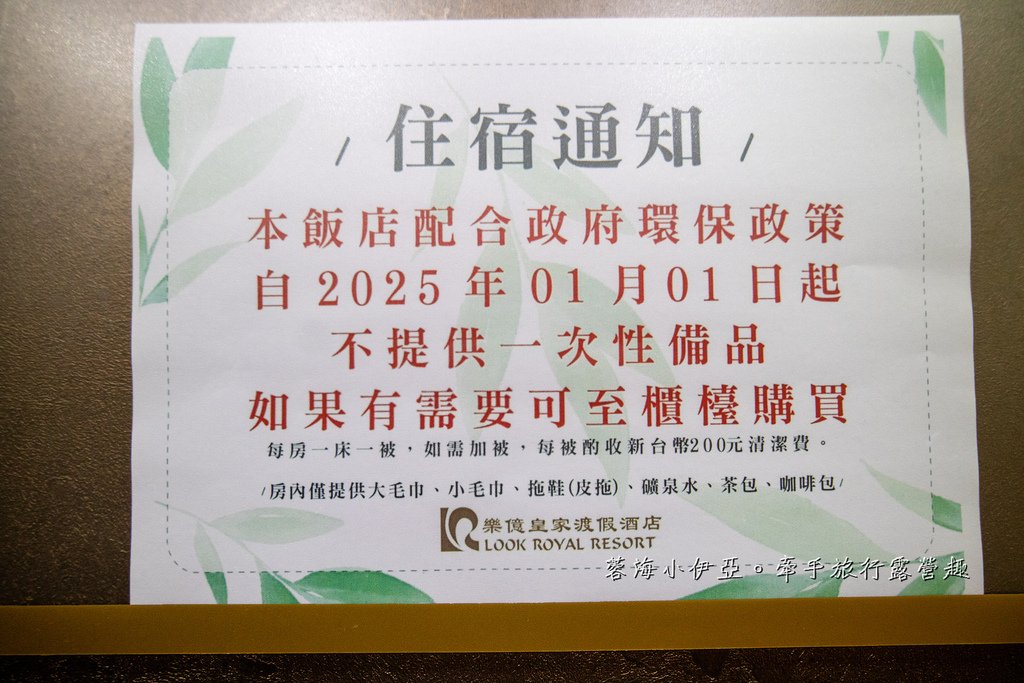 / 住宿通知 /
本飯店配合政府環保政策
自 2025 年 01 月 01 日起
不提供一次性備品
如果有需要可至櫃檯購買
每房一床一被，如需加被，每被酌收新台幣200元清潔費。
/房內僅提供大毛巾、小毛巾、拖鞋(皮拖)、礦泉水、茶包、咖啡包/
樂億皇家渡假酒店
LOOK ROYAL RESORT
蓉海小伊亞。牽手旅行露營趣